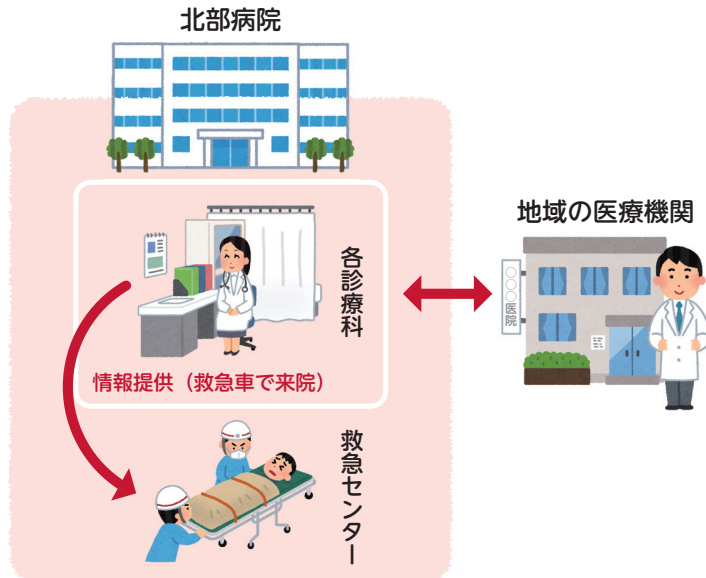 北部病院
各診療科
情報提供（救急車で来院）
救急センター
地域の医療機関
○○○医院